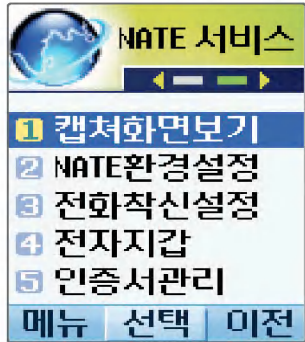 NATE 서비스
1 캡쳐화면보기
2 NATE환경설정
3 전화착신설정
4 전자지갑
5 인증서관리
메뉴 선택 이전